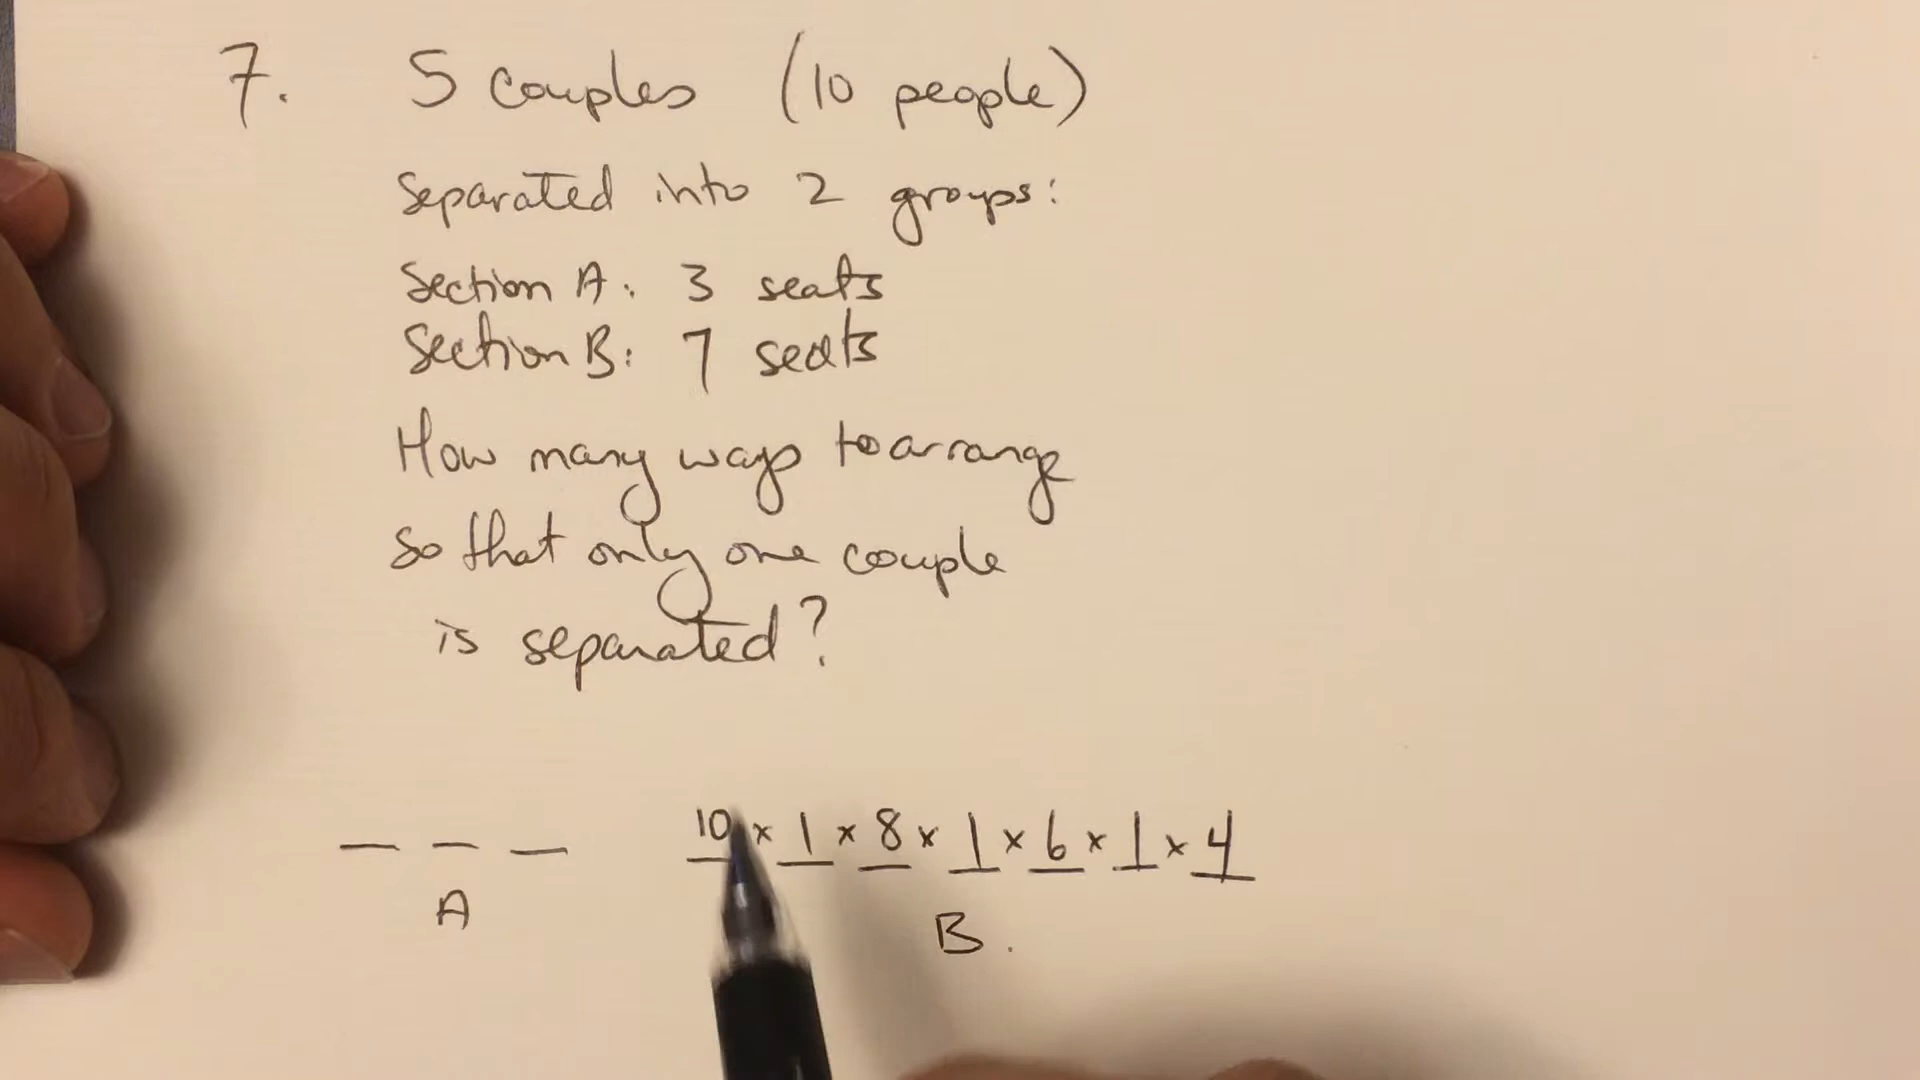 7. 5 couples (10 people)
Separated into 2 groups:
Section A: 3 seats
Section B: 7 seats
How many ways to arrange
so that only one couple
is separated?
10 x 1 x 8 x 1 x 6 x 1 x 4
A
B.